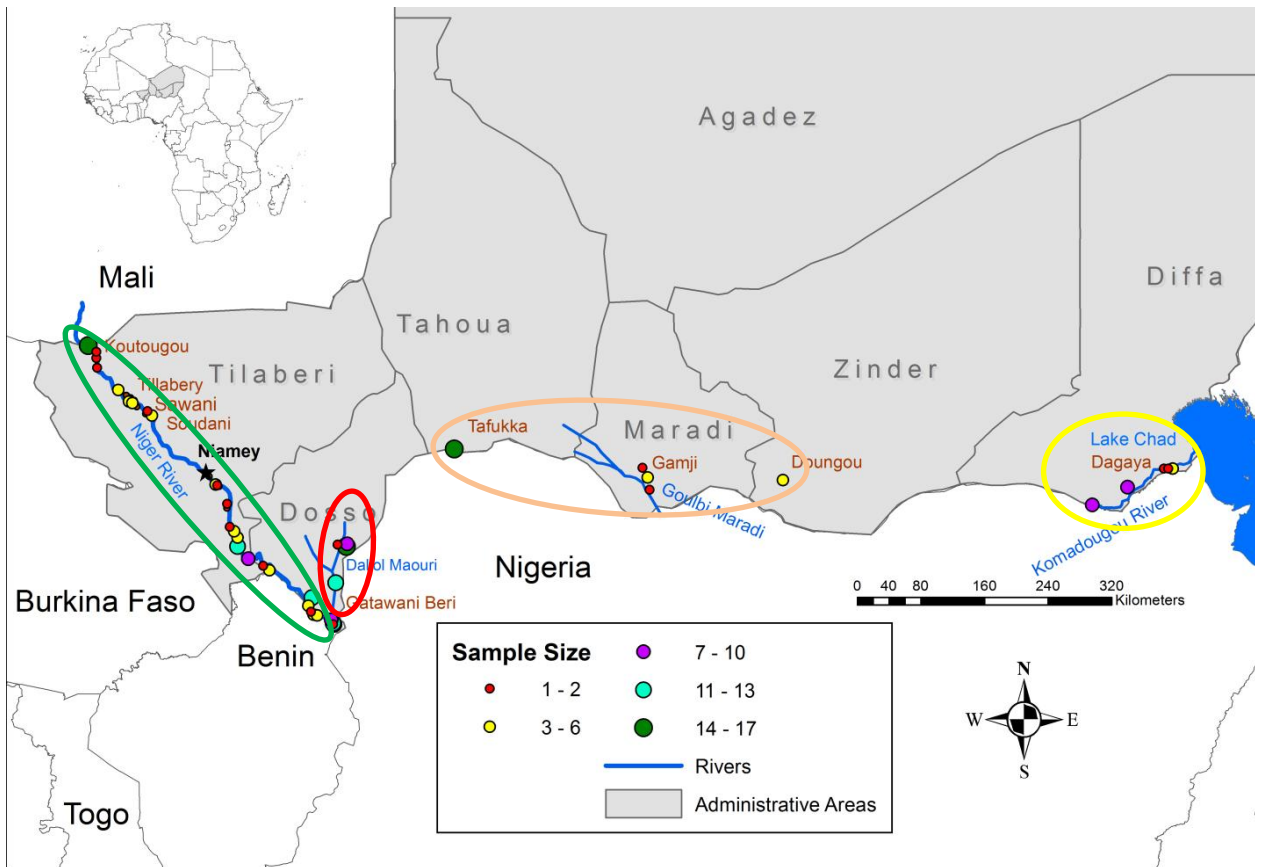 Agadez
Mali
Diffa
Tahoua
Koutougou
Tilaberi
Zinder
Tillabery
Sawani
Soudani
Tafukka
Maradi
Lake Chad
Niger River
Niamey
Gamji
Doungou
Dagaya
Goulbi Maradi
Dosso
Komadougou River
Dallol Maouri
Nigeria
Gatawani Beri
Burkina Faso
Benin
Togo
0 40 80 160 240 320
Kilometers
Sample Size
1 - 2
3 - 6
7 - 10
11 - 13
14 - 17
Rivers
Administrative Areas
N
W
E
S